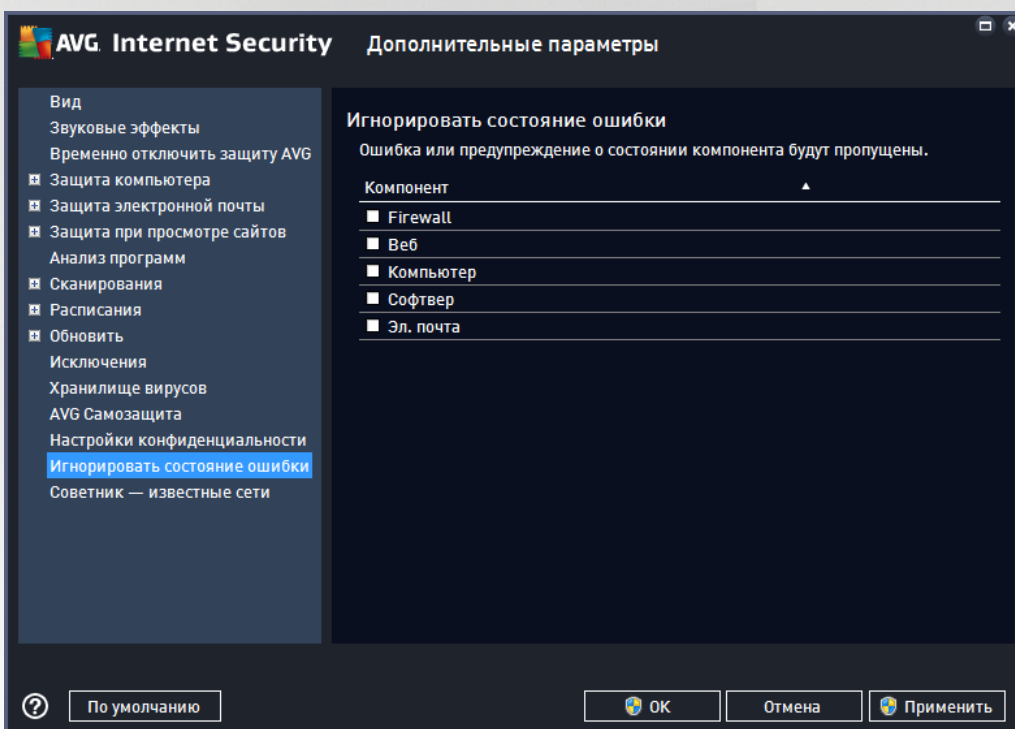 AVG. Internet Security Дополнительные параметры
Вид
Звуковые эффекты
Временно отключить защиту AVG
Защита компьютера
Защита электронной почты
Защита при просмотре сайтов
Анализ программ
Сканирования
Расписания
Обновить
Исключения
Хранилище вирусов
AVG Самозащита
Настройки конфиденциальности
Игнорировать состояние ошибки
Советник — известные сети
Игнорировать состояние ошибки
Ошибка или предупреждение о состоянии компонента будут пропущены.
Компонент
Firewall
Веб
Компьютер
Софтвер
Эл. почта
По умолчанию
ОК
Отмена
Применить